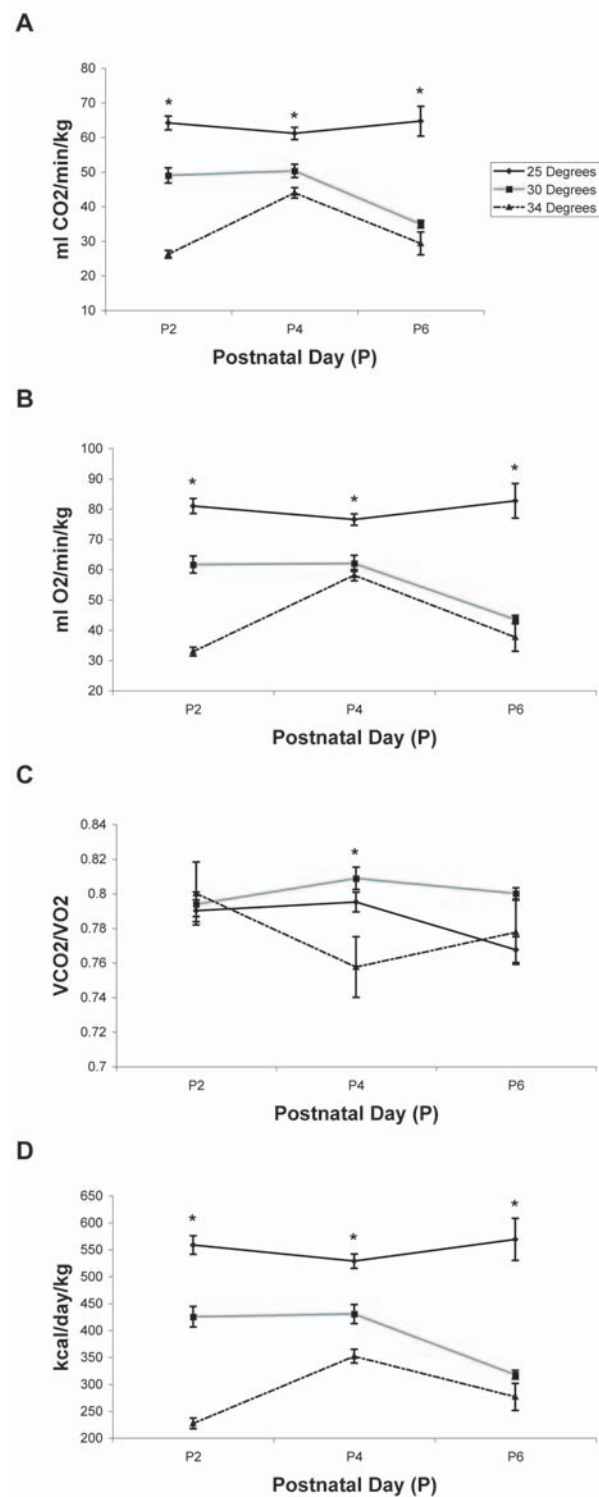 A
80
70
60
50
40
30
20
10
ml CO2/min/kg
*
*
*
P2
P4
P6
Postnatal Day (P)
25 Degrees
30 Degrees
34 Degrees
B
100
90
80
70
60
50
40
30
20
ml O2/min/kg
*
*
*
P2
P4
P6
Postnatal Day (P)
C
0.84
0.82
0.8
0.78
0.76
0.74
0.72
0.7
VCO2/VO2
*
P2
P4
P6
Postnatal Day (P)
D
650
600
550
500
450
400
350
300
250
200
kcal/day/kg
*
*
*
P2
P4
P6
Postnatal Day (P)